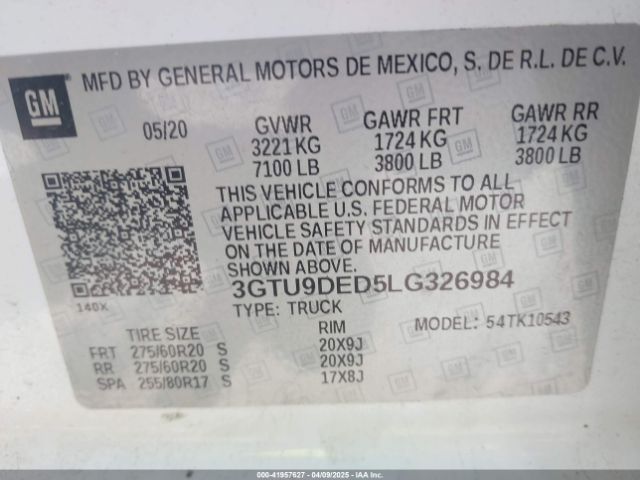 GM
MFD BY GENERAL MOTORS DE MEXICO, S. DE R.L. DE C.V.
05/20 GVWR GAWR FRT GAWR RR
3221 KG 1724 KG 1724 KG
7100 LB 3800 LB 3800 LB
THIS VEHICLE CONFORMS TO ALL
APPLICABLE U.S. FEDERAL MOTOR
VEHICLE SAFETY STANDARDS IN EFFECT
ON THE DATE OF MANUFACTURE
SHOWN ABOVE.
3GTU9DED5LG326984
140X
TYPE: TRUCK
MODEL: 54TK10543
TIRE SIZE RIM
FRT 275/60R20 S 20X9J
RR 275/60R20 S 20X9J
SPA 255/80R17 S 17X8J
000-41957627 - 04/09/2025 - IAAI.com